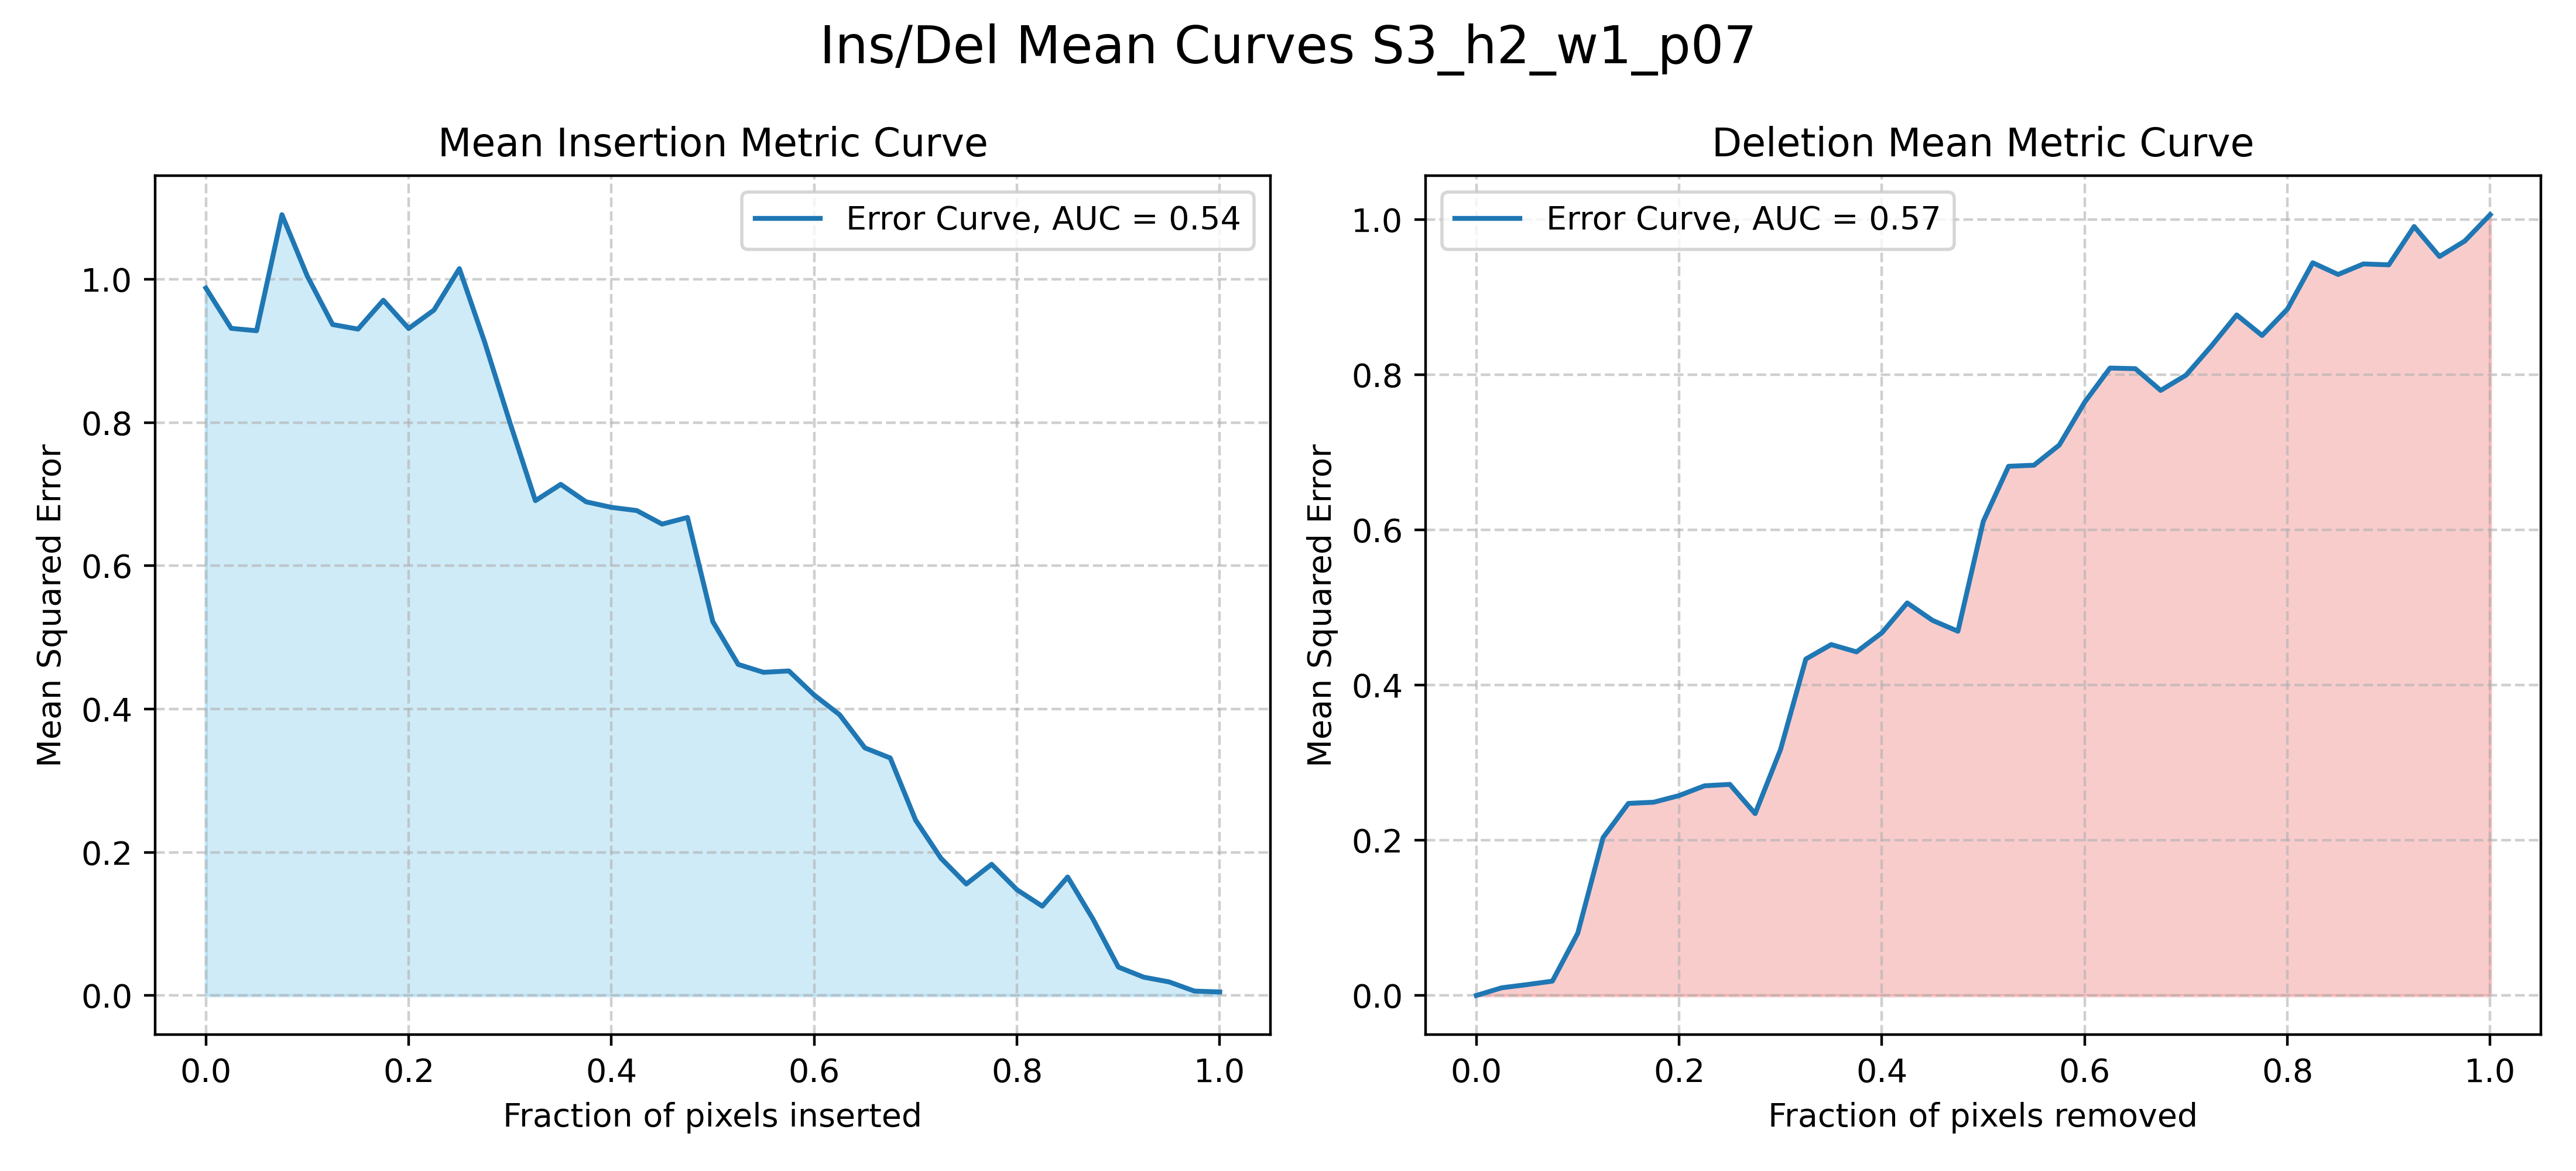 Ins/Del Mean Curves S3_h2_w1_p07
Mean Insertion Metric Curve
Error Curve, AUC = 0.54
Mean Squared Error
1.0
0.8
0.6
0.4
0.2
0.0
0.0 0.2 0.4 0.6 0.8 1.0
Fraction of pixels inserted
Deletion Mean Metric Curve
Error Curve, AUC = 0.57
Mean Squared Error
1.0
0.8
0.6
0.4
0.2
0.0
0.0 0.2 0.4 0.6 0.8 1.0
Fraction of pixels removed